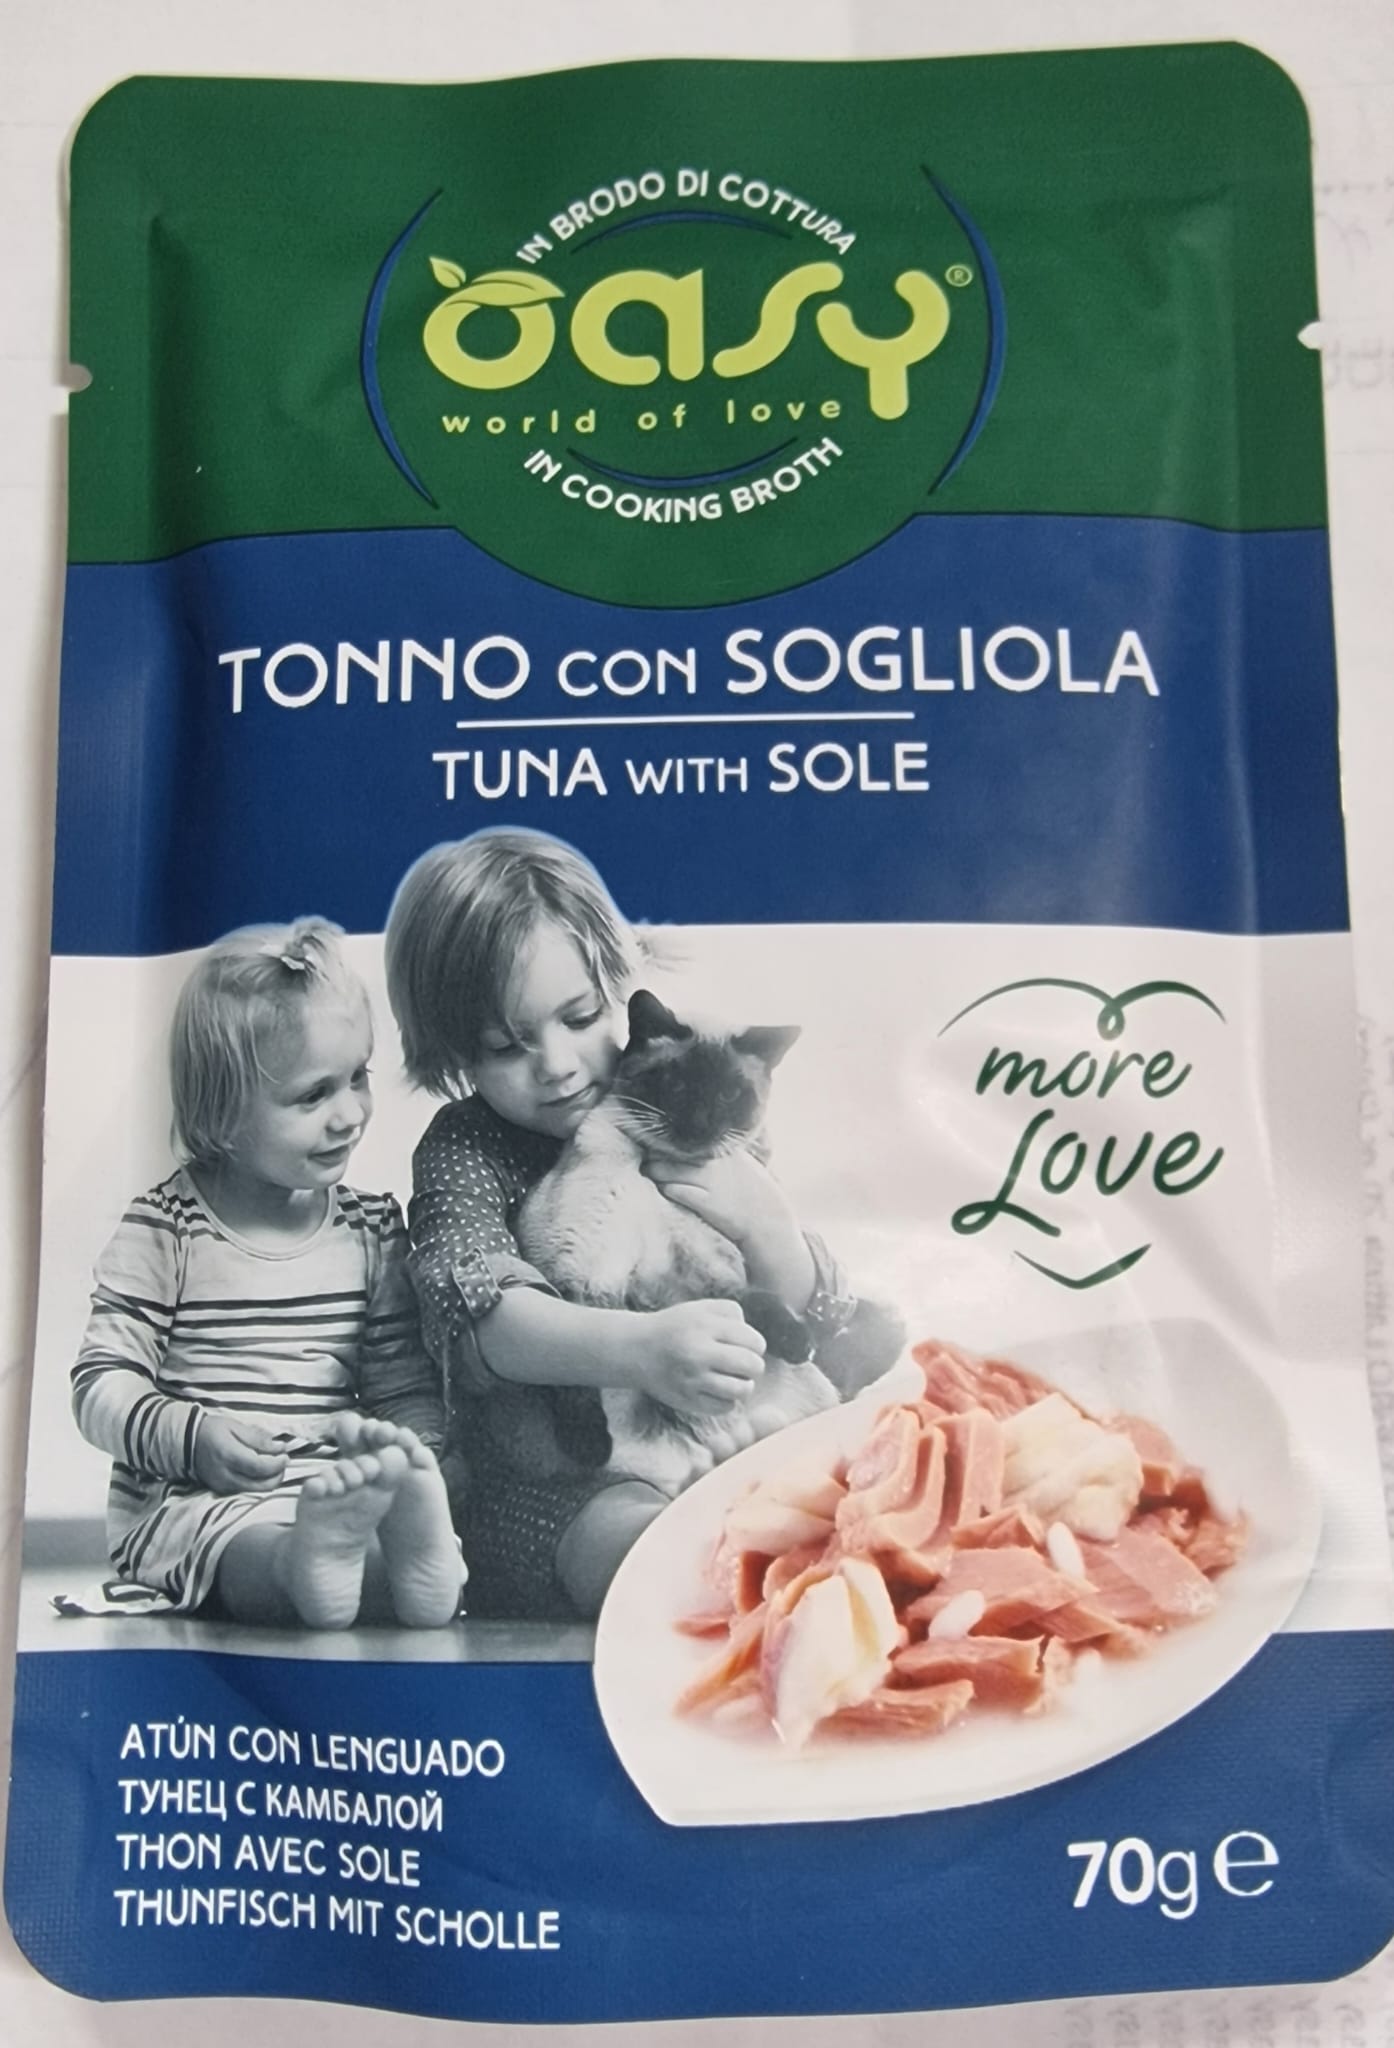 IN BRODO DI COTTURA
oasy®
world of love
IN COOKING BROTH
TONNO CON SOGLIOLA
TUNA WITH SOLE
more
Love
ATÚN CON LENGUADO
ТУНЕЦ С КАМБАЛОЙ
THON AVEC SOLE
THUNFISCH MIT SCHOLLE
70g ℮